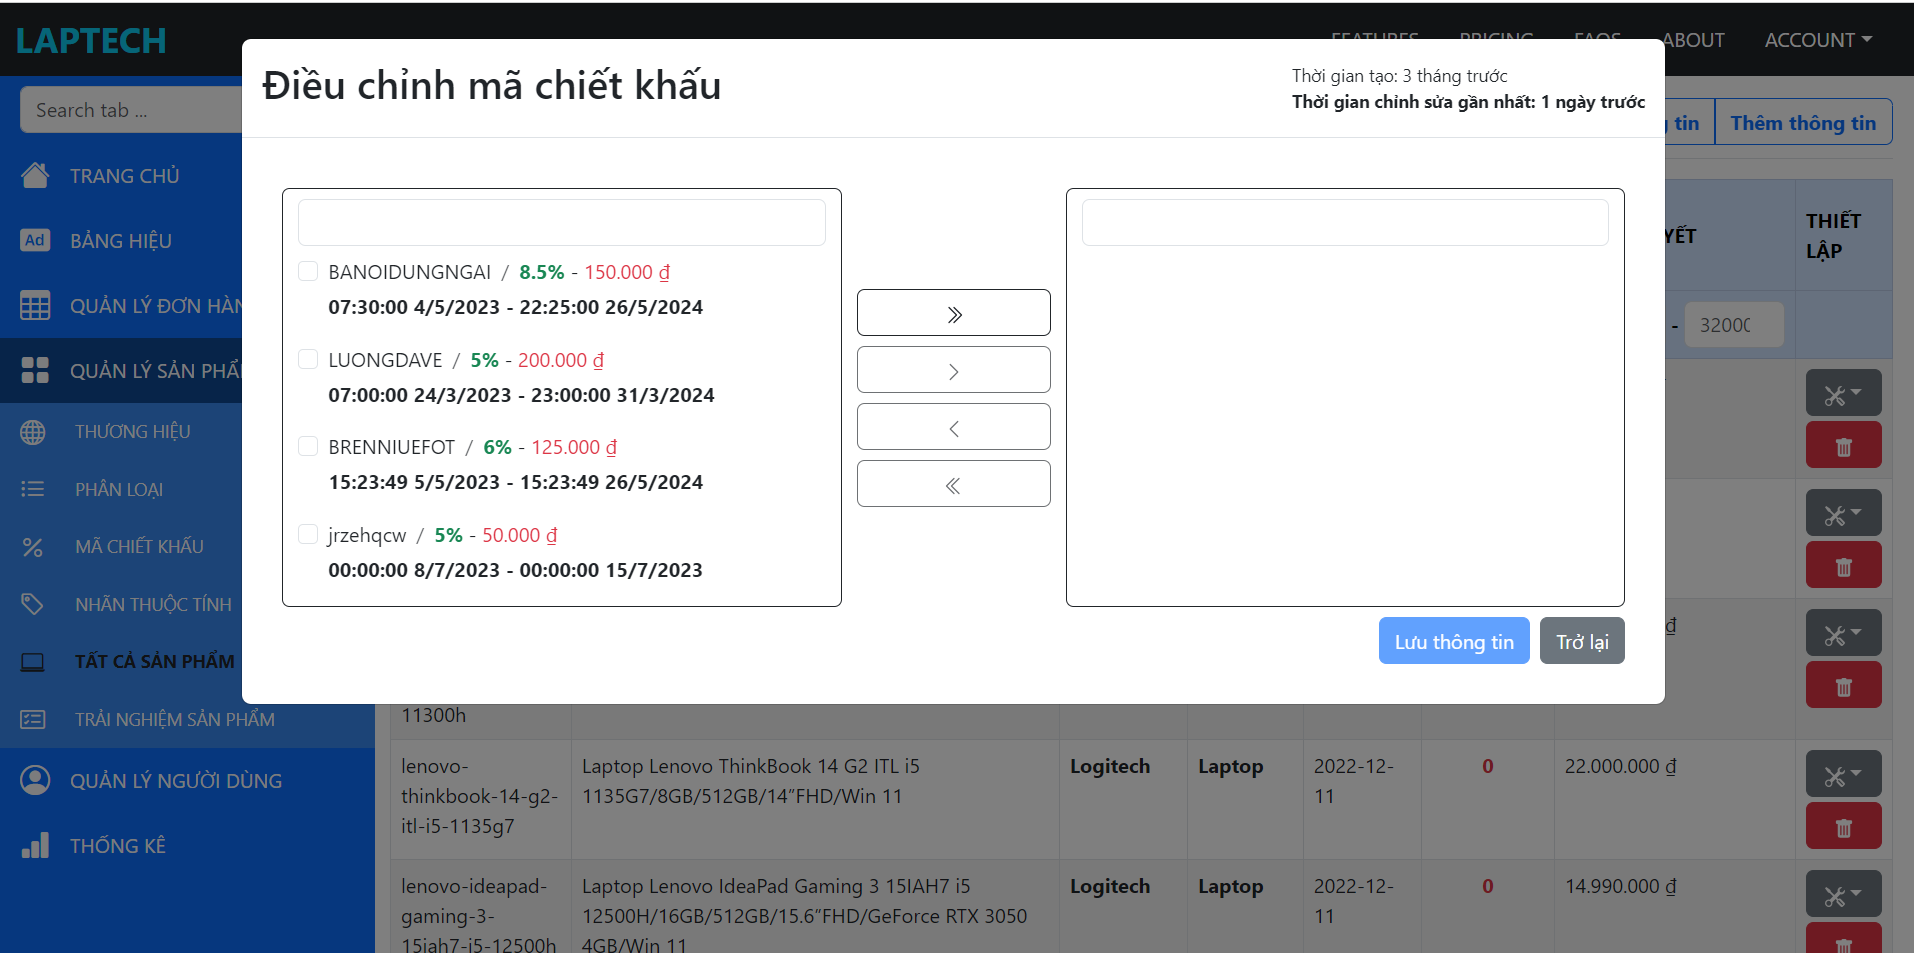 LAPTECH
ABOUT
ACCOUNT
Search tab ...
TRANG CHỦ
Ad
BẢNG HIỆU
QUẢN LÝ ĐƠN
QUẢN LÝ SẢN
THƯƠNG HIỆU
PHÂN LOẠI
MÃ CHIẾT KHẤU
NHÃN THUỘC TÍNH
TẤT CẢ SẢN PHẨM
TRẢI NGHIỆM SẢN PHẨM
QUẢN LÝ NGƯỜI DÙNG
THỐNG KÊ
Điều chỉnh mã chiết khấu
Thời gian tạo: 3 tháng trước
Thời gian chỉnh sửa gần nhất: 1 ngày trước
BANOIDUNGNGAI / 8.5% - 150.000 ₫
07:30:00 4/5/2023 - 22:25:00 26/5/2024
LUONGDAVE / 5% - 200.000 ₫
07:00:00 24/3/2023 - 23:00:00 31/3/2024
BRENNIUEFOT / 6% - 125.000 ₫
15:23:49 5/5/2023 - 15:23:49 26/5/2024
jrzehqcw / 5% - 50.000 ₫
00:00:00 8/7/2023 - 00:00:00 15/7/2023
Lưu thông tin
Trở lại
tin
Thêm thông tin
YẾT
THIẾT
LẬP
- 3200
₫
11300h
lenovo-
thinkbook-14-g2-
itl-i5-1135g7
Laptop Lenovo ThinkBook 14 G2 ITL i5
1135G7/8GB/512GB/14"FHD/Win 11
Logitech
Laptop
2022-12-
11
0
22.000.000 ₫
lenovo-ideapad-
gaming-3-
15iah7-i5-12500h
Laptop Lenovo IdeaPad Gaming 3 15IAH7 i5
12500H/16GB/512GB/15.6"FHD/GeForce RTX 3050
4GB/Win 11
Logitech
Laptop
2022-12-
11
0
14.990.000 ₫